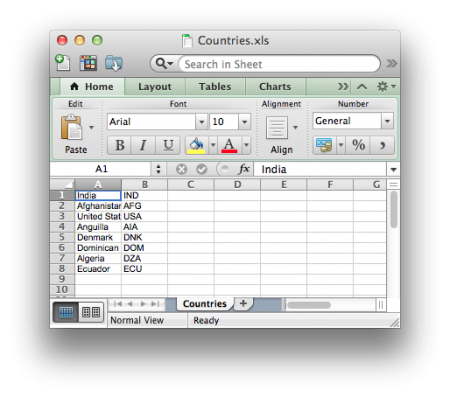 Countries.xls
Search in Sheet
Home Layout Tables Charts
Edit Font Alignment Number
Arial 10 General
Paste B I U A Align % ,
A1 fx India
A B C D E F G
1 India IND
2 Afghanistan AFG
3 United Stat USA
4 Anguilla AIA
5 Denmark DNK
6 Dominican DOM
7 Algeria DZA
8 Ecuador ECU
9
10
Countries +
Normal View Ready